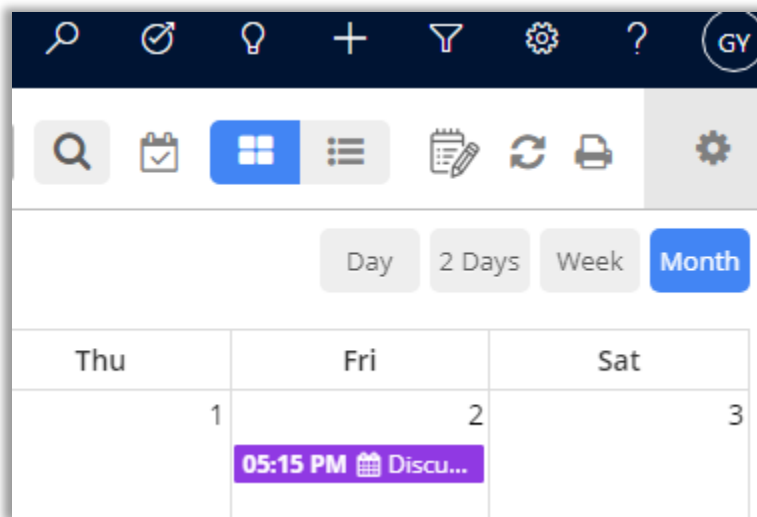 ? GY
Day 2 Days Week Month
Thu Fri Sat
1 2 3
05:15 PM Discu...